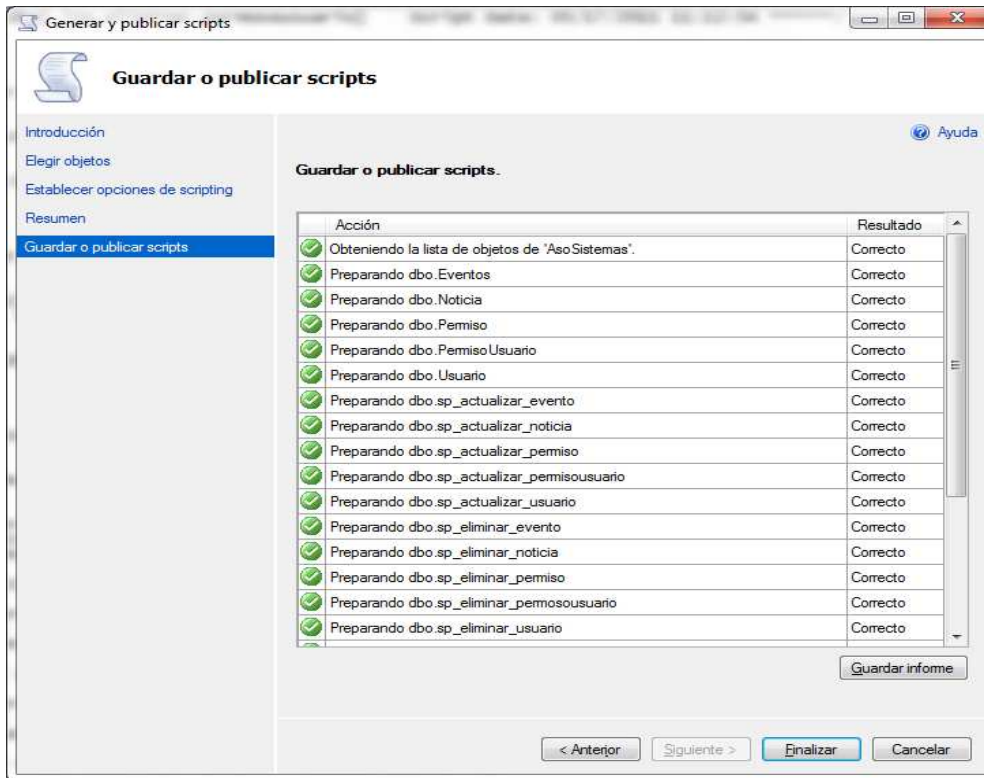 Generar y publicar scripts
Guardar o publicar scripts
Introducción
Elegir objetos
Establecer opciones de scripting
Resumen
Guardar o publicar scripts
Ayuda
Guardar o publicar scripts.
Acción Resultado
Obteniendo la lista de objetos de 'AsoSistemas'. Correcto
Preparando dbo.Eventos Correcto
Preparando dbo.Noticia Correcto
Preparando dbo.Permiso Correcto
Preparando dbo.PermisoUsuario Correcto
Preparando dbo.Usuario Correcto
Preparando dbo.sp_actualizar_evento Correcto
Preparando dbo.sp_actualizar_noticia Correcto
Preparando dbo.sp_actualizar_permiso Correcto
Preparando dbo.sp_actualizar_permisousuario Correcto
Preparando dbo.sp_actualizar_usuario Correcto
Preparando dbo.sp_eliminar_evento Correcto
Preparando dbo.sp_eliminar_noticia Correcto
Preparando dbo.sp_eliminar_permiso Correcto
Preparando dbo.sp_eliminar_permosousuario Correcto
Preparando dbo.sp_eliminar_usuario Correcto
Guardar informe
< Anterior Siguiente > Finalizar Cancelar